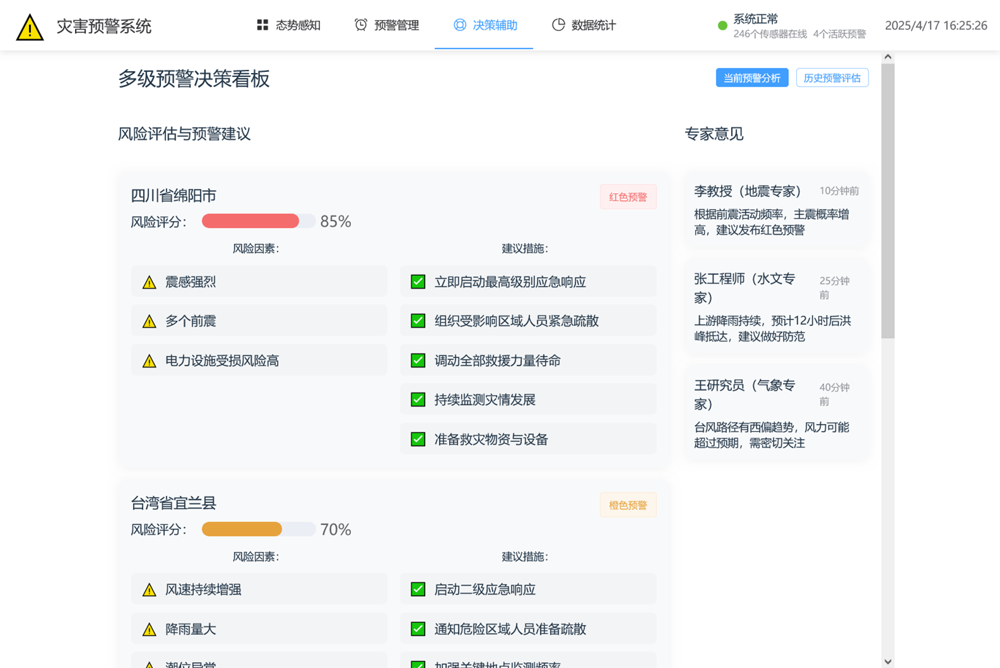 灾害预警系统
态势感知
预警管理
决策辅助
数据统计
系统正常
246个传感器在线 4个活跃预警
2025/4/17 16:25:26
多级预警决策看板
当前预警分析
历史预警评估
风险评估与预警建议
四川省绵阳市
红色预警
风险评分：
85%
风险因素：
震感强烈
多个前震
电力设施受损风险高
建议措施：
立即启动最高级别应急响应
组织受影响区域人员紧急疏散
调动全部救援力量待命
持续监测灾情发展
准备救灾物资与设备
台湾省宜兰县
橙色预警
风险评分：
70%
风险因素：
风速持续增强
降雨量大
潮位异常
建议措施：
启动二级应急响应
通知危险区域人员准备疏散
加强关键地点监测频率
专家意见
李教授（地震专家）
10分钟前
根据前震活动频率，主震概率增
高，建议发布红色预警
张工程师（水文专
家）
25分钟
前
上游降雨持续，预计12小时后洪
峰抵达，建议做好防范
王研究员（气象专
家）
40分钟
前
台风路径有西偏趋势，风力可能
超过预期，需密切关注